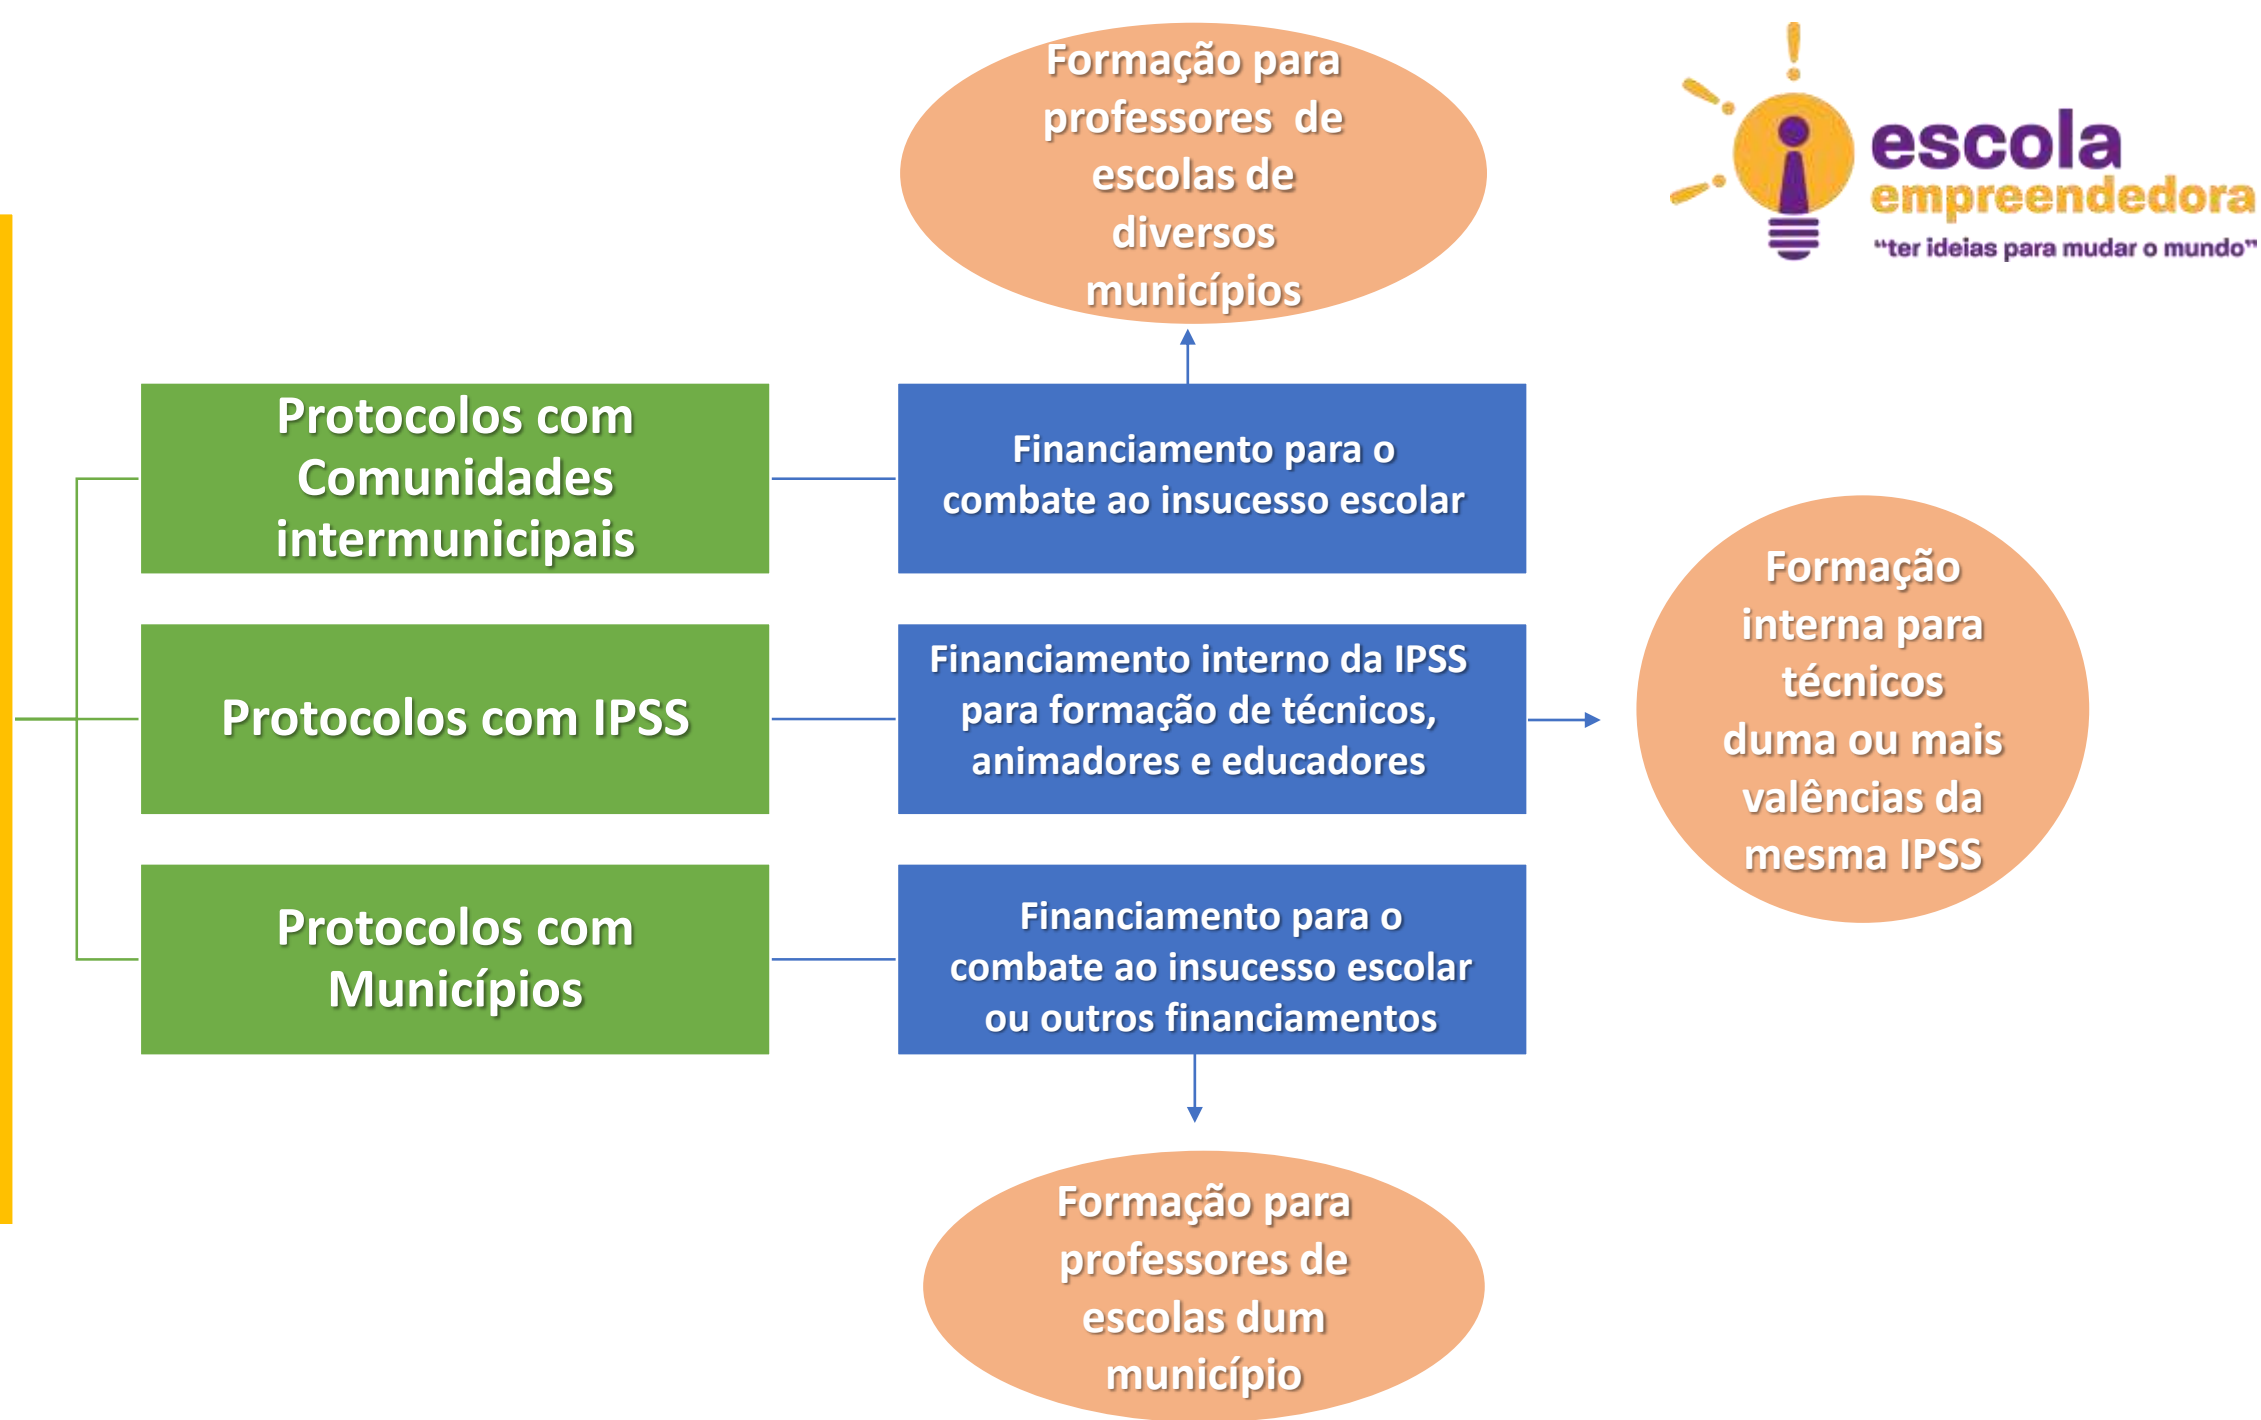 Formação para
professores de
escolas de
diversos
municípios
escola
empreendedora
“ter ideias para mudar o mundo”
Protocolos com
Comunidades
intermunicipais
Financiamento para o
combate ao insucesso escolar
Protocolos com IPSS
Financiamento interno da IPSS
para formação de técnicos,
animadores e educadores
Formação
interna para
técnicos
duma ou mais
valências da
mesma IPSS
Protocolos com
Municípios
Financiamento para o
combate ao insucesso escolar
ou outros financiamentos
Formação para
professores de
escolas dum
município